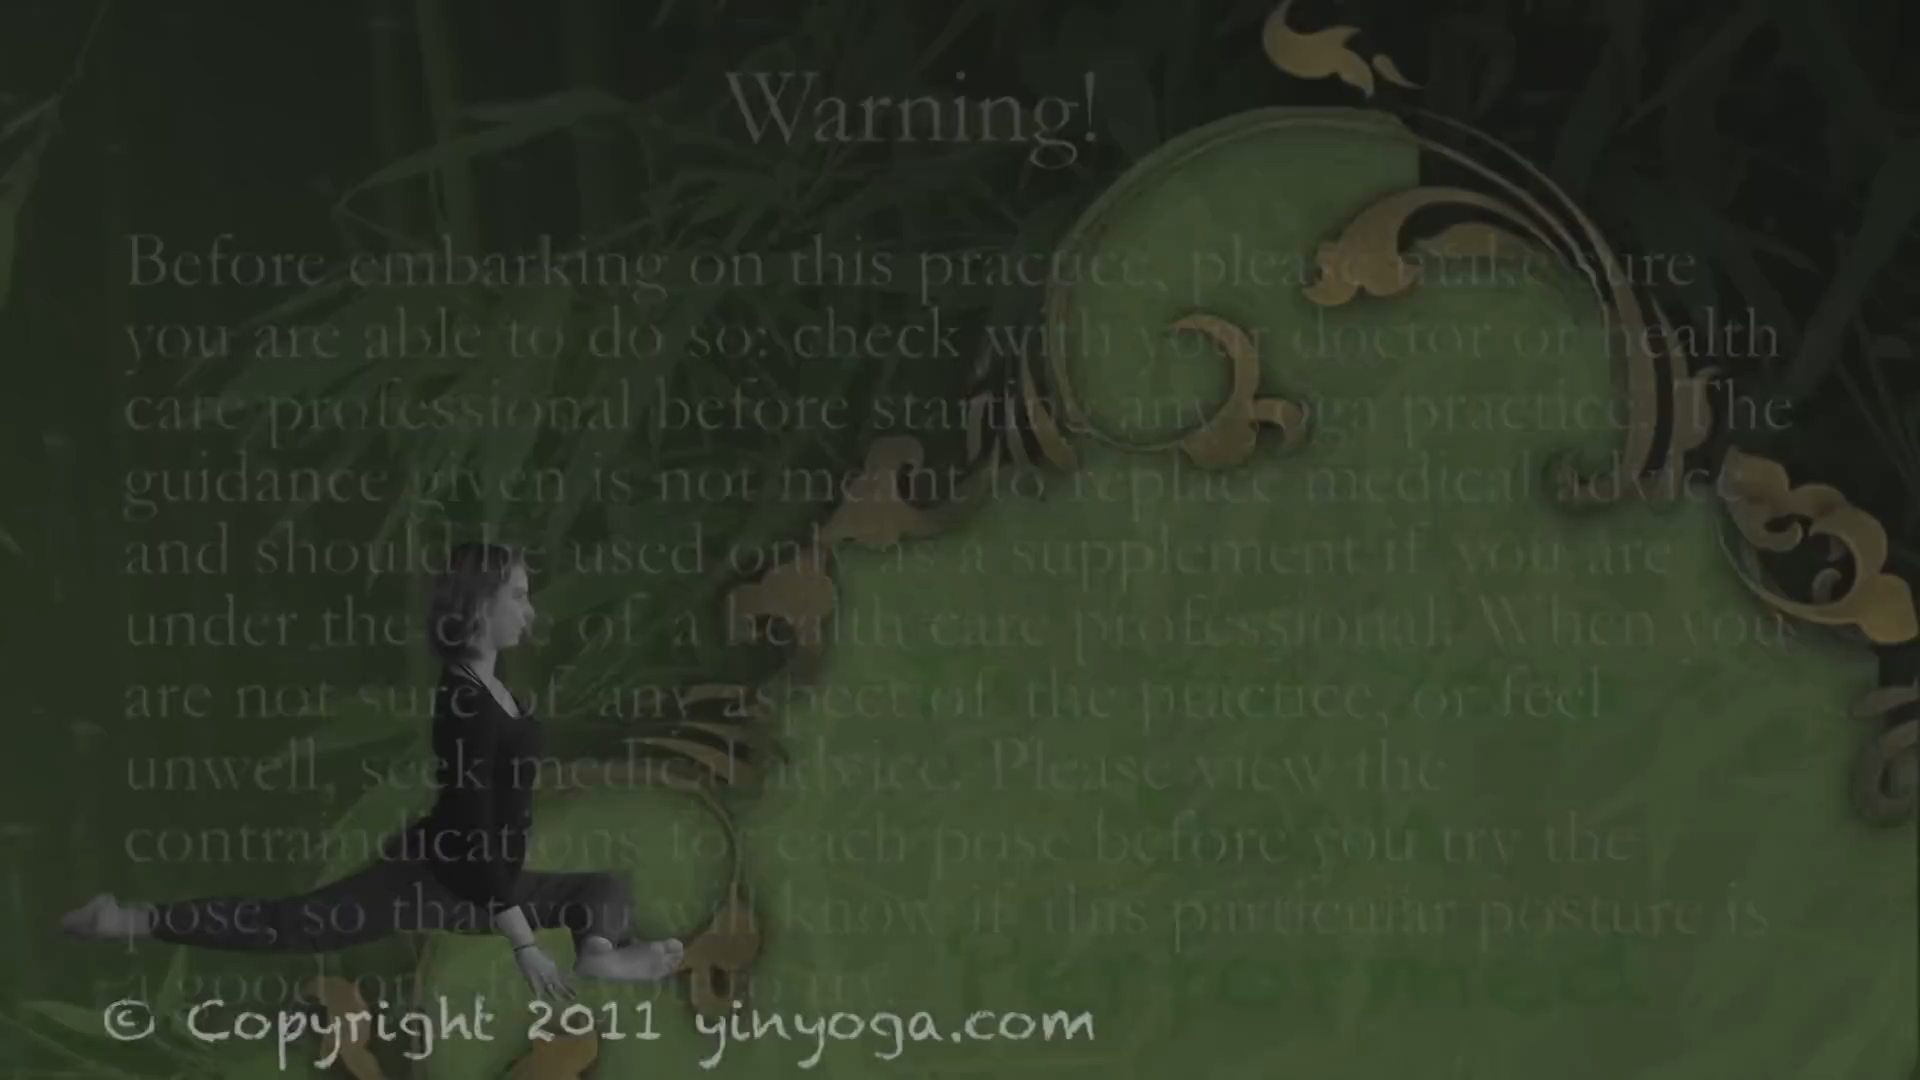 Warning!
Before embarking on this practice, please make sure
you are able to do so: check with your doctor or health
care professional before starting any yoga practice. The
guidance given is not meant to replace medical advice
and should be used only as a supplement if you are
under the care of a health care professional. When you
are not sure of any aspect of the practice, or feel
unwell, seek medical advice. Please view the
contraindications for each pose before you try the
pose, so that you will know if this particular posture is
a good one
© Copyright 2011 yinyoga.com